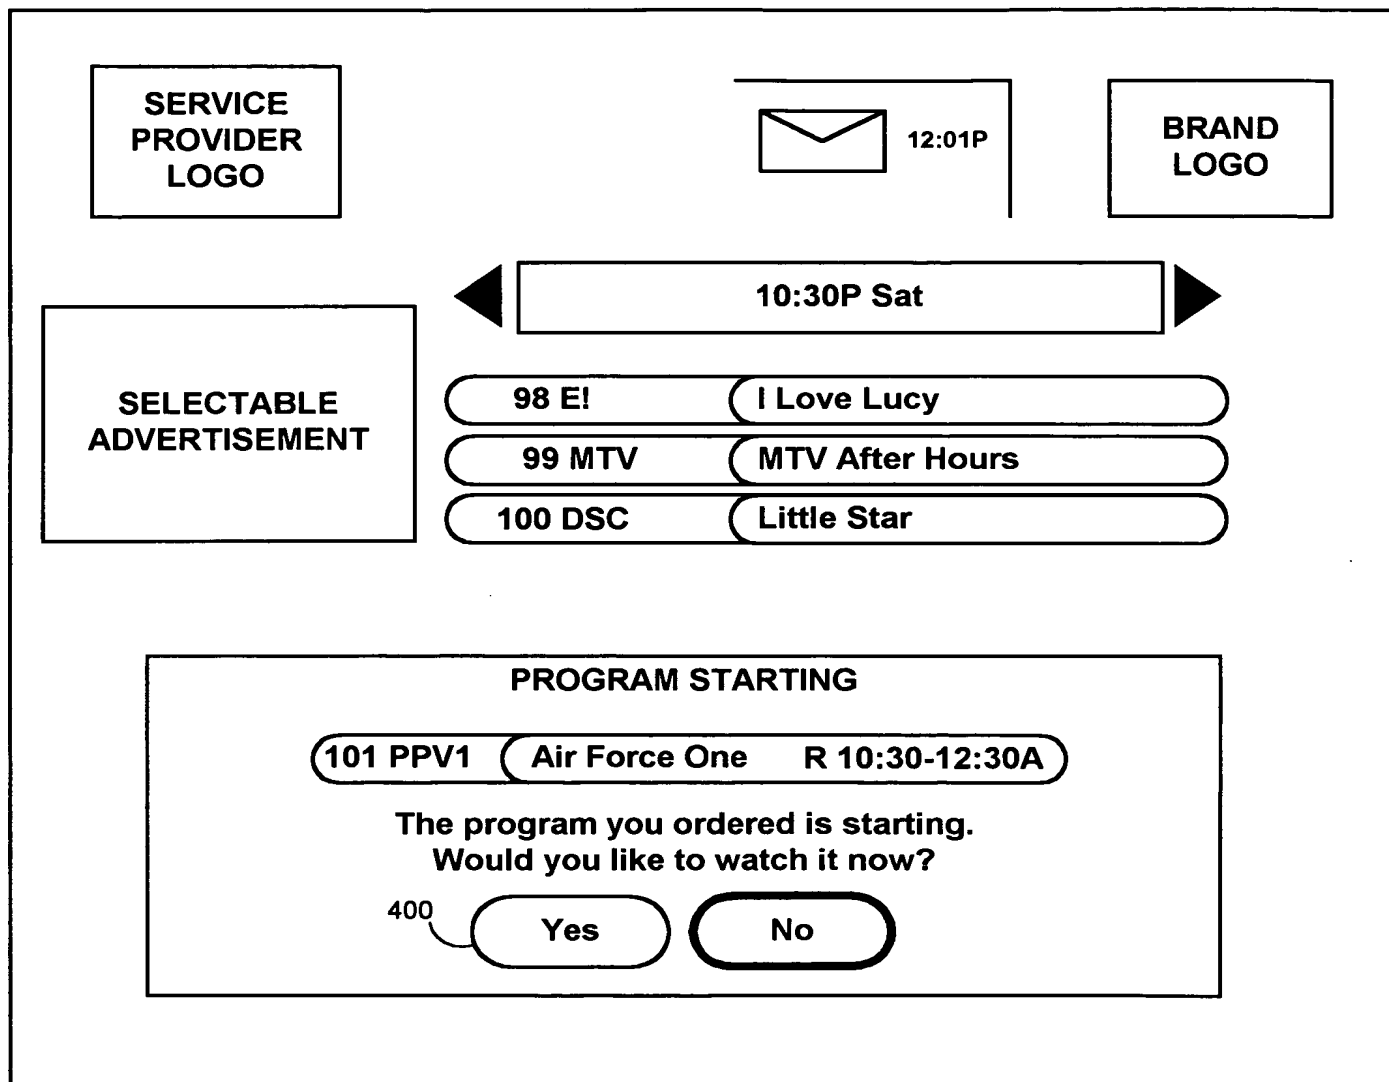 SERVICE
PROVIDER
LOGO
12:01P
BRAND
LOGO
10:30P Sat
SELECTABLE
ADVERTISEMENT
98 E! I Love Lucy
99 MTV MTV After Hours
100 DSC Little Star
PROGRAM STARTING
101 PPV1 Air Force One R 10:30-12:30A
The program you ordered is starting.
Would you like to watch it now?
400 Yes No